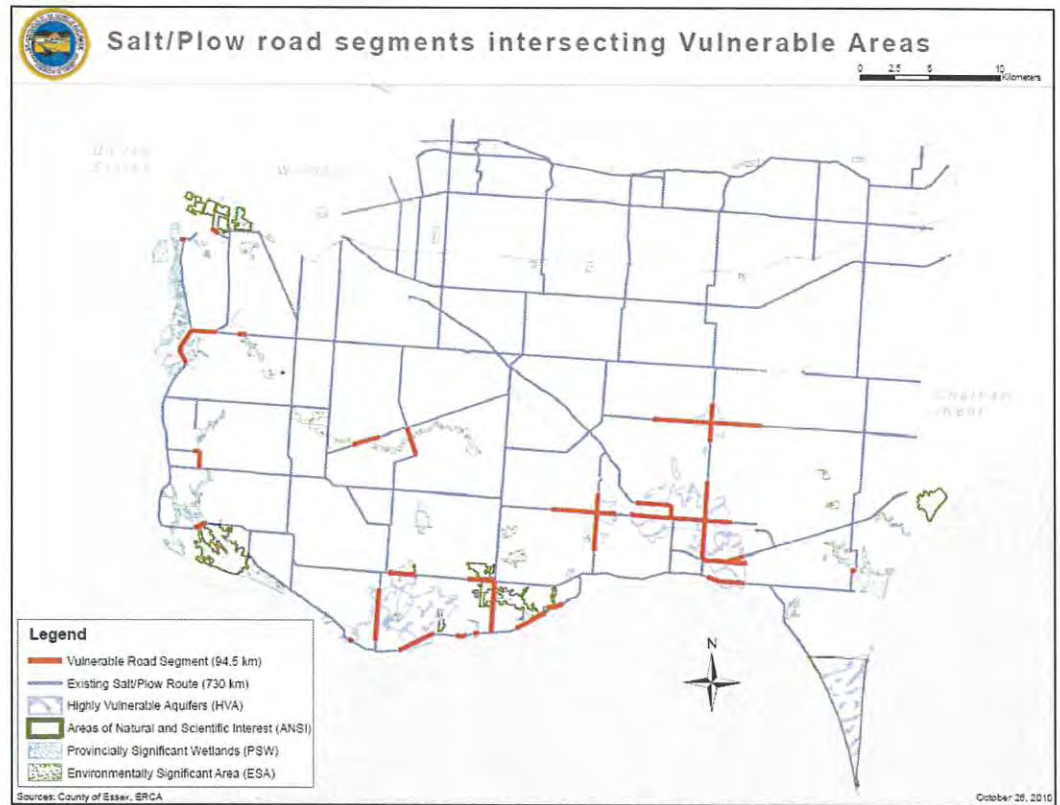 Salt/Plow road segments intersecting Vulnerable Areas
0 2.5 5 10
Kilometers
United
States
Chatham
Kent
N
Legend
Vulnerable Road Segment (94.5 km)
Existing Salt/Plow Route (730 km)
Highly Vulnerable Aquifers (HVA)
Areas of Natural and Scientific Interest (ANSI)
Provincially Significant Wetlands (PSW)
Environmentally Significant Area (ESA)
Sources: County of Essex, ERCA
October 26, 2010